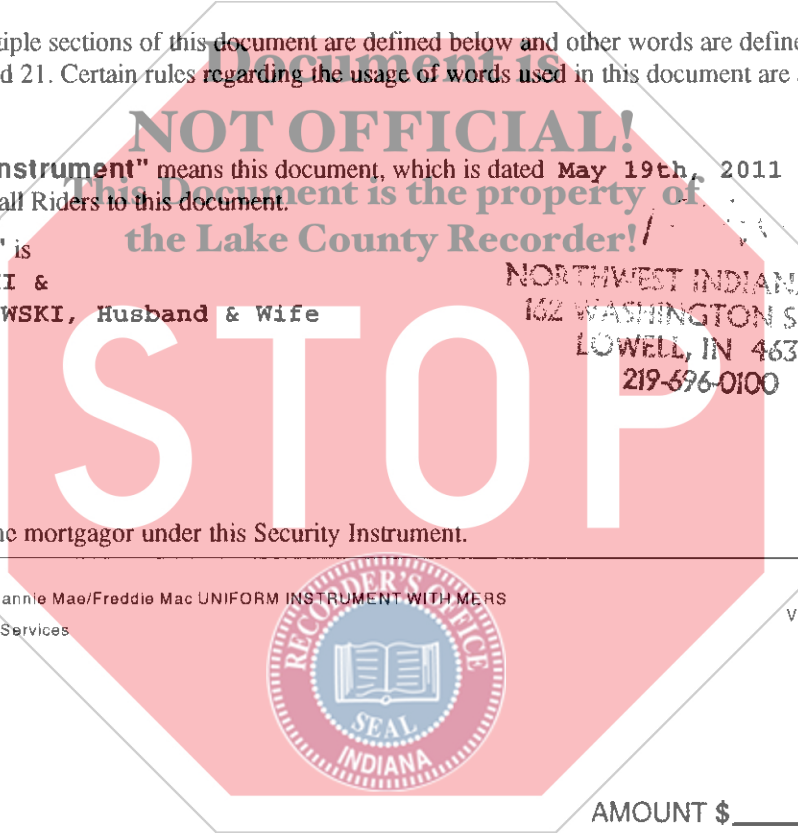 tiple sections of this document are defined below and other words are define
d 21. Certain rules regarding the usage of words used in this document are
Document is
NOT OFFICIAL!
This Document is the property of
the Lake County Recorder!
nstrument" means this document, which is dated May 19th, 2011
all Riders to this document.
" is
I &
WSKI, Husband & Wife
NORTHWEST INDIANA
162 WASHINGTON S
LOWELL, IN 463
219-696-0100
STOP
mortgagor under this Security Instrument.
annie Mae/Freddie Mac UNIFORM INSTRUMENT WITH MERS
Services
V
RECORDER'S OFFICE
SEAL
INDIANA
AMOUNT $